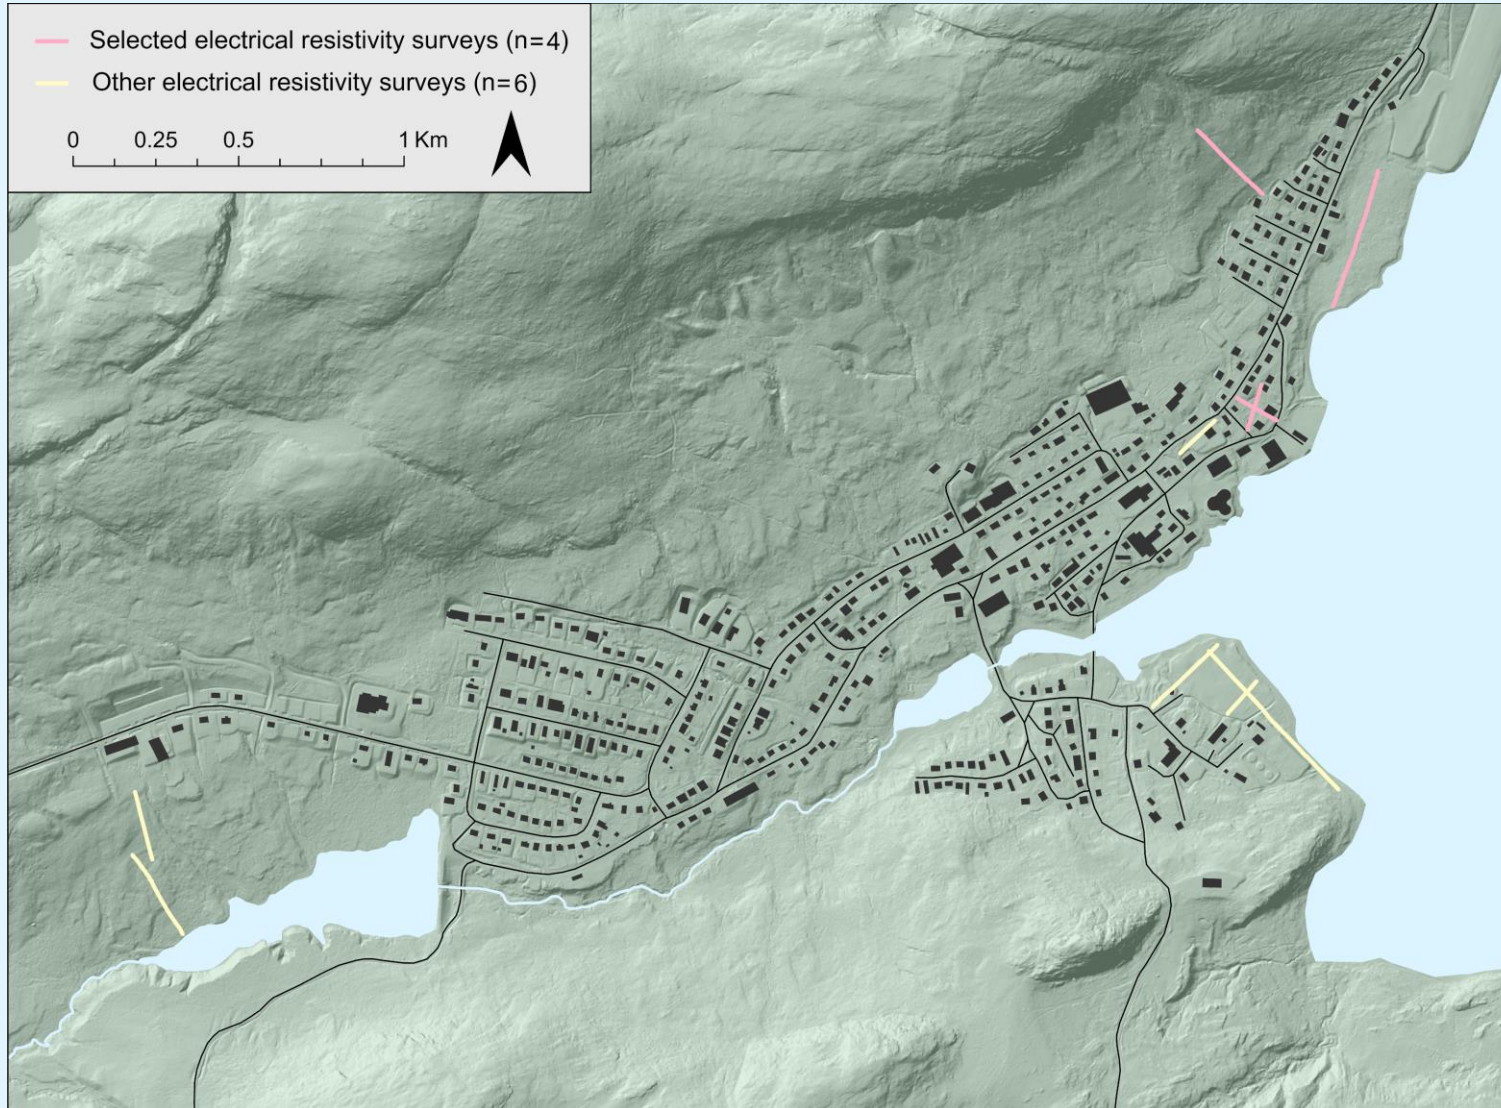 Selected electrical resistivity surveys (n=4)
Other electrical resistivity surveys (n=6)
0 0.25 0.5 1 Km